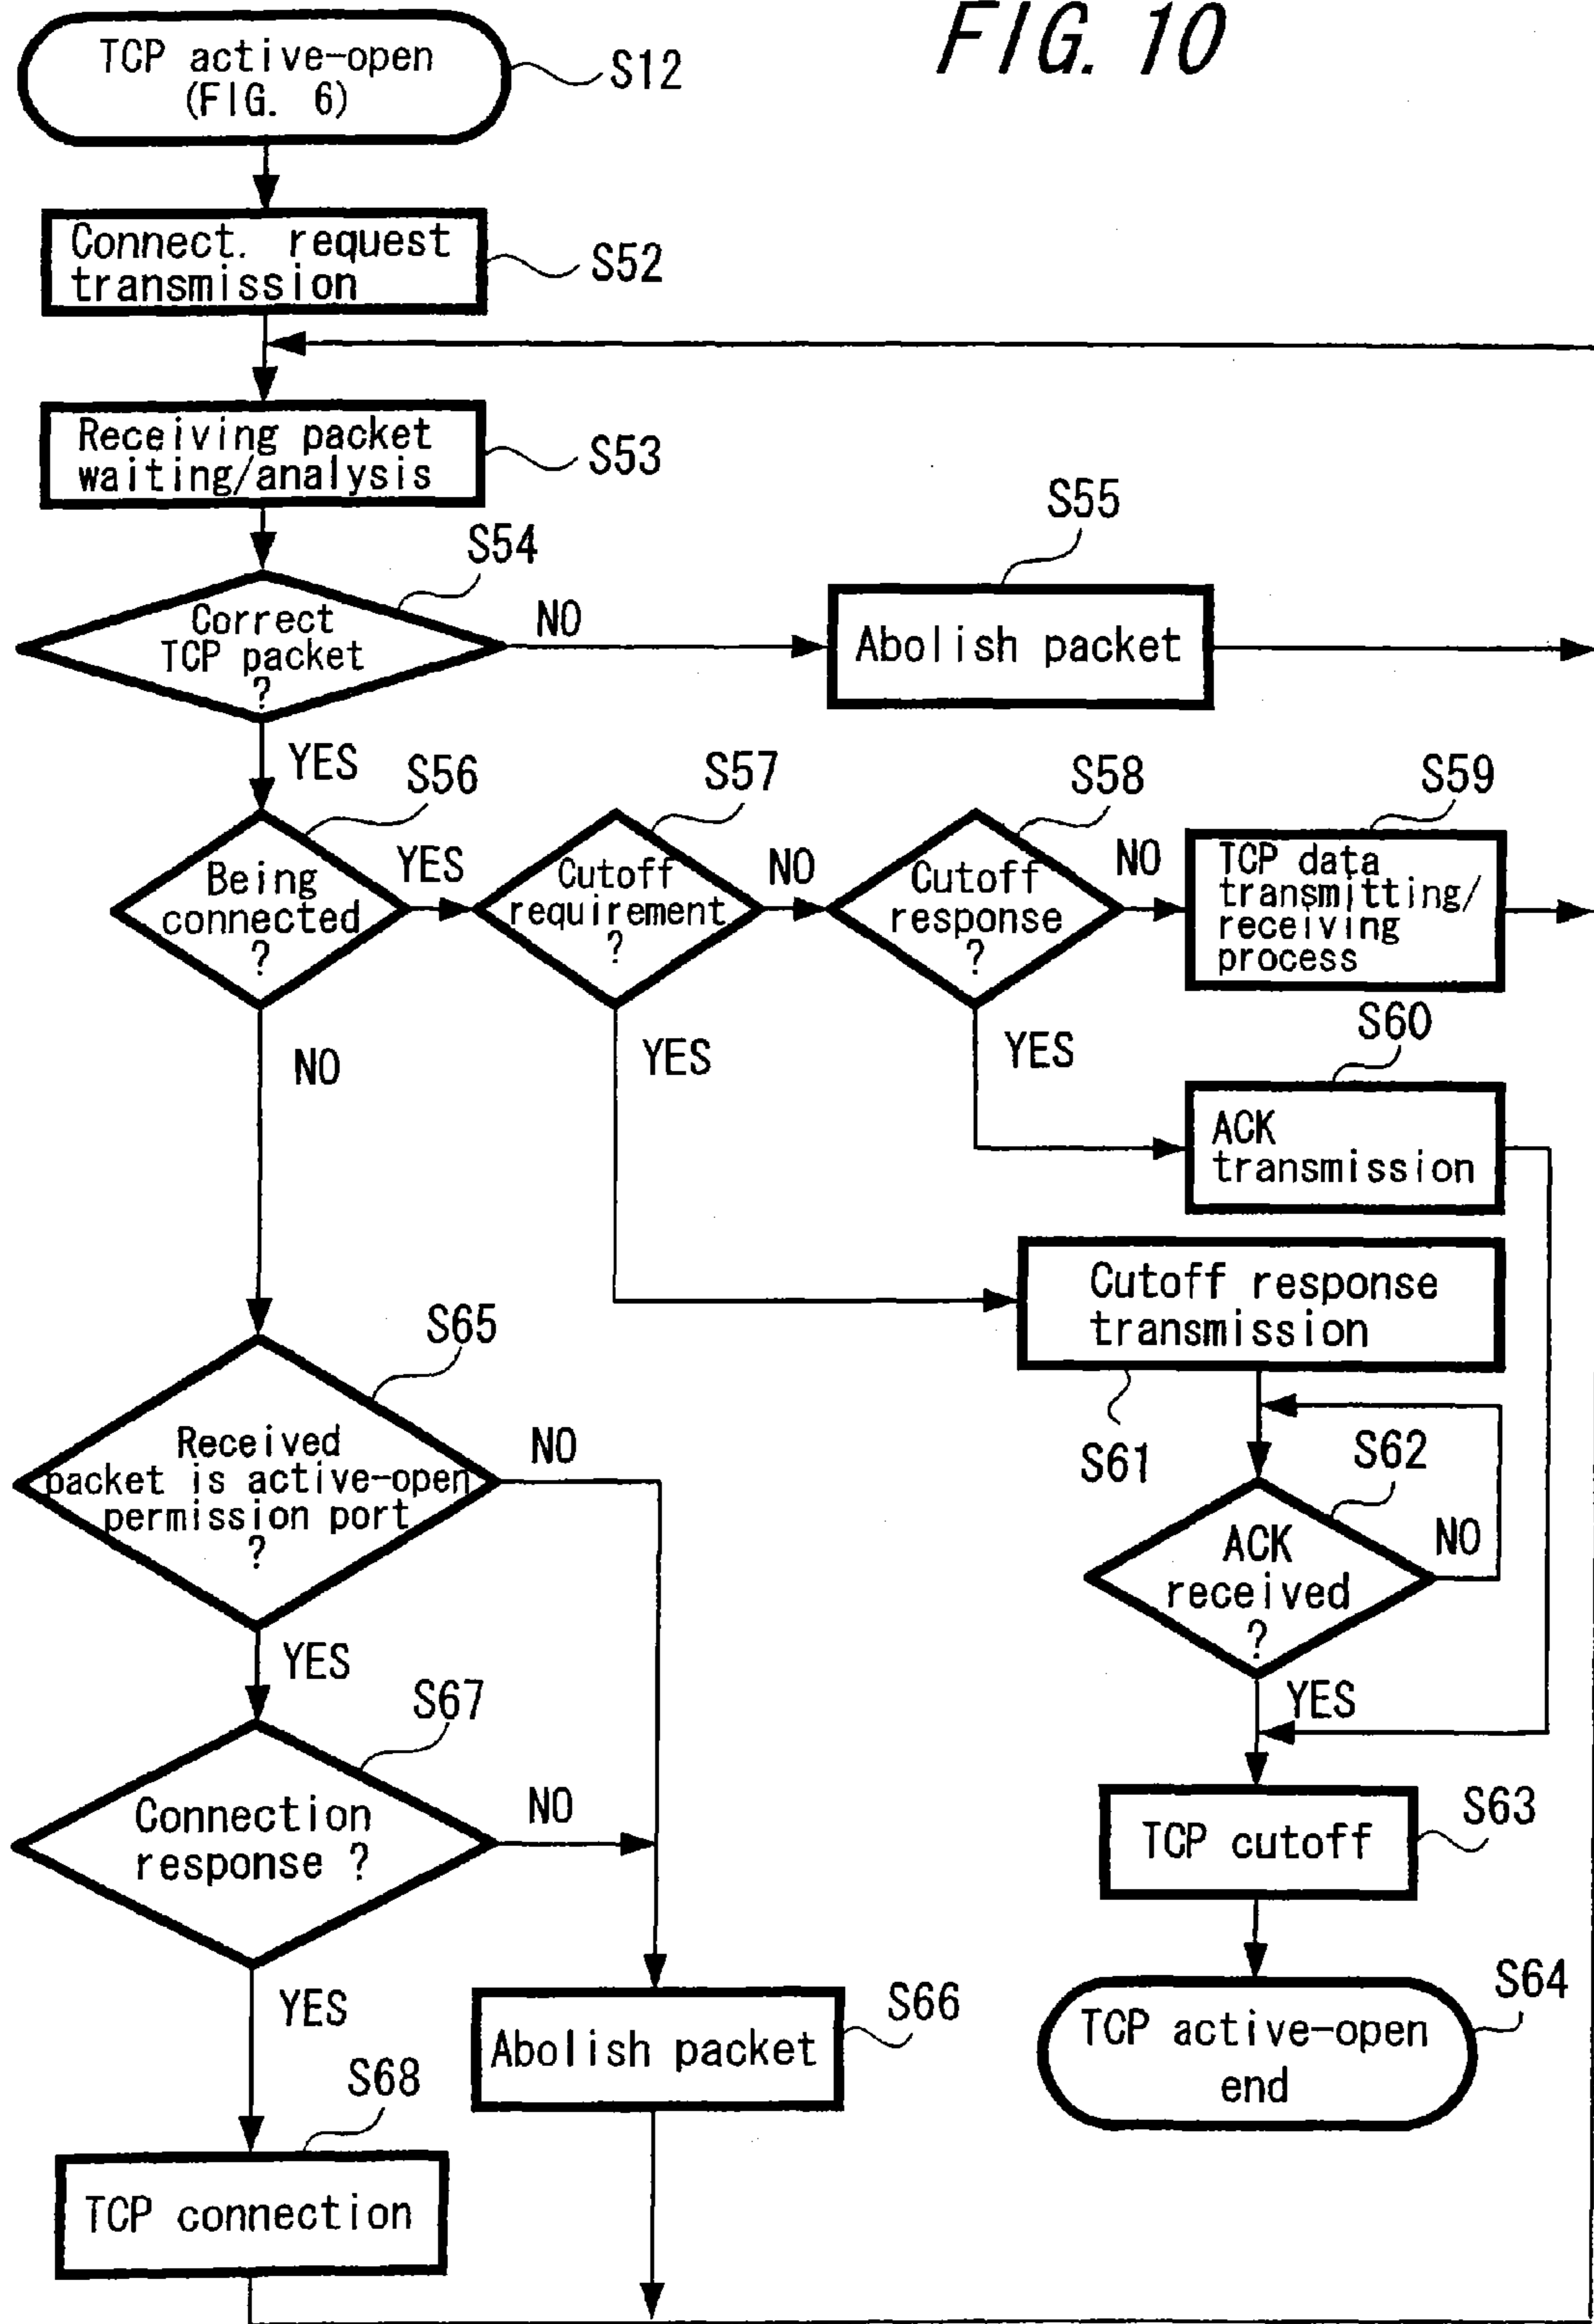 FIG. 10
TCP active-open
(FIG. 6)
S12
Connect. request
transmission
S52
Receiving packet
waiting/analysis
S53
S54
Correct
TCP packet
?
NO
S55
Abolish packet
YES
S56
Being
connected
?
YES
S57
Cutoff
requirement
?
NO
S58
Cutoff
response
?
NO
S59
TCP data
transmitting/
receiving
process
NO
YES
YES
S60
ACK
transmission
Cutoff response
transmission
S61
S62
ACK
received
?
NO
YES
S65
Received
packet is active-open
permission port
?
NO
YES
S67
Connection
response ?
NO
YES
S63
TCP cutoff
S64
TCP active-open
end
S66
Abolish packet
S68
TCP connection